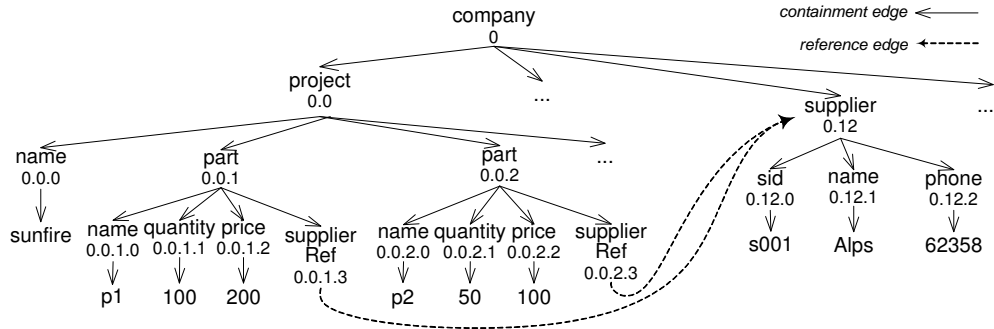 company
0
containment edge
reference edge
project
0.0
...
supplier
0.12
...
name
0.0.0
part
0.0.1
part
0.0.2
...
sid
0.12.0
name
0.12.1
phone
0.12.2
sunfire
name
0.0.1.0
quantity
0.0.1.1
price
0.0.1.2
supplier
Ref
0.0.1.3
name
0.0.2.0
quantity
0.0.2.1
price
0.0.2.2
supplier
Ref
0.0.2.3
s001
Alps
62358
p1
100
200
p2
50
100